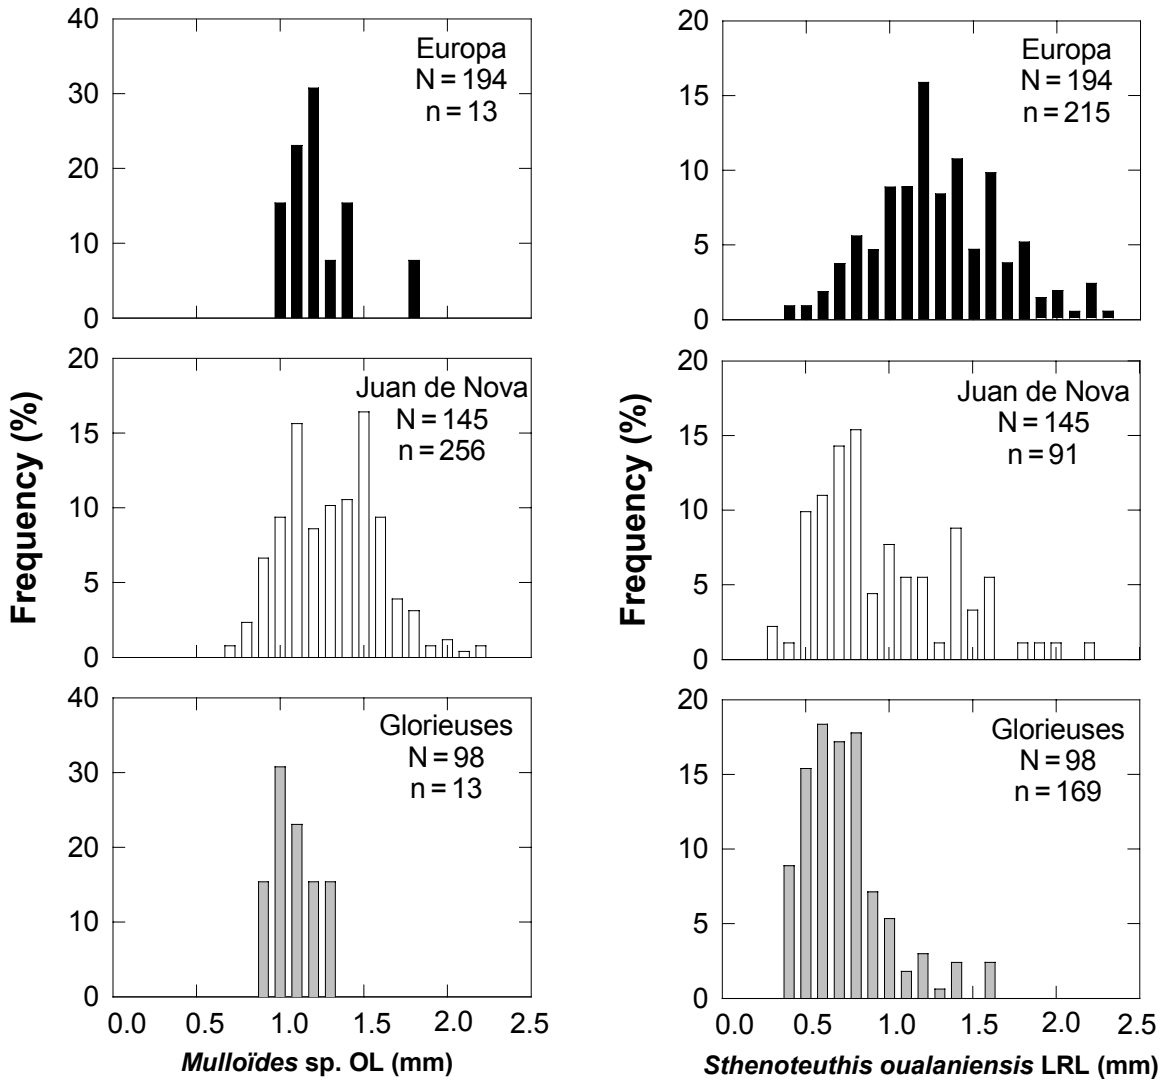 40
30
20
10
0
Europa
N = 194
n = 13
20
15
10
5
0
Europa
N = 194
n = 215
Frequency (%)
20
15
10
5
0
Juan de Nova
N = 145
n = 256
Frequency (%)
20
15
10
5
0
Juan de Nova
N = 145
n = 91
40
30
20
10
0
Glorieuses
N = 98
n = 13
0.0 0.5 1.0 1.5 2.0 2.5
Mulloïdes sp. OL (mm)
20
15
10
5
0
Glorieuses
N = 98
n = 169
0.0 0.5 1.0 1.5 2.0 2.5
Sthenoteuthis oualaniensis LRL (mm)